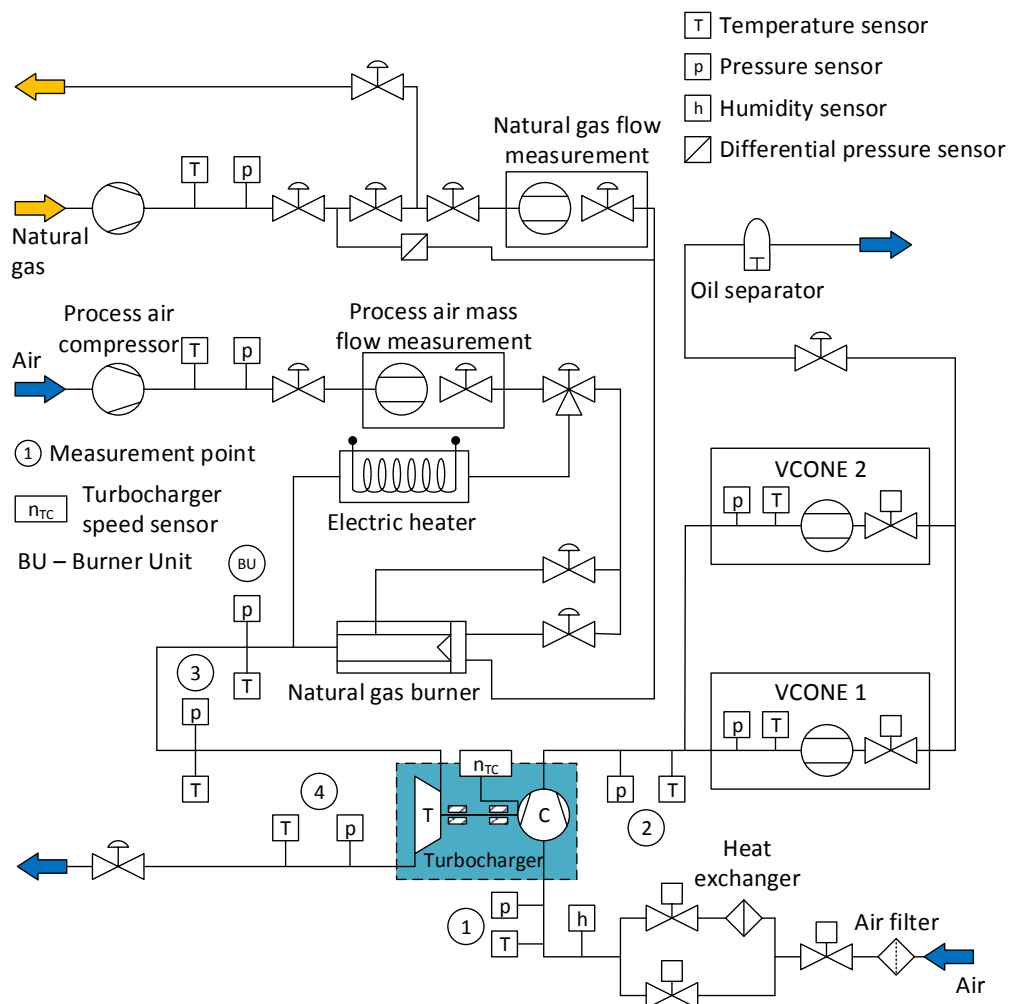 T Temperature sensor
p Pressure sensor
h Humidity sensor
Differential pressure sensor
Natural gas flow
measurement
T p
Natural
gas
Oil separator
Process air
compressor
Process air mass
flow measurement
T p
Air
1 Measurement point
nTC Turbocharger
speed sensor
BU – Burner Unit
Electric heater
VCONE 2
p T
BU
p
T
Natural gas burner
3
p
T
VCONE 1
p T
nTC
T
C
Turbocharger
p T
2
4
T p
1
p
T
h
Heat
exchanger
Air filter
Air